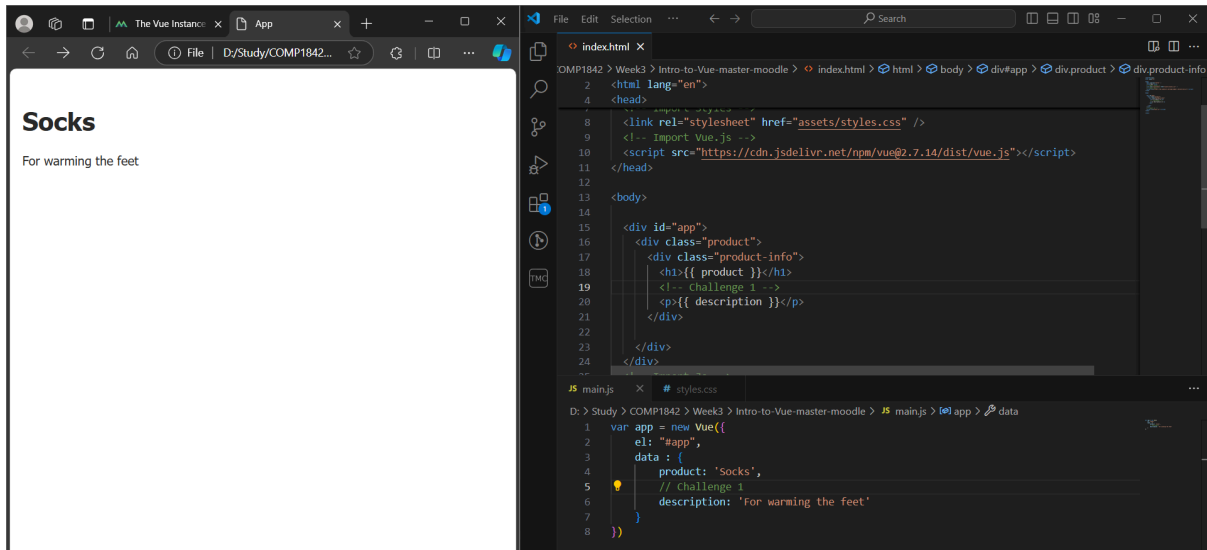 The Vue Instance
App
File
D:/Study/COMP1842...
Socks
For warming the feet
File Edit Selection ...
Search
index.html
COMP1842 > Week3 > Intro-to-Vue-master-moodle > index.html > html > body > div#app > div.product > div.product-info
2 <html lang="en">
4 <head>
8 <link rel="stylesheet" href="assets/styles.css" />
9 <!-- Import Vue.js -->
10 <script src="https://cdn.jsdelivr.net/npm/vue@2.7.14/dist/vue.js"></script>
11 </head>
12
13 <body>
14
15 <div id="app">
16 <div class="product">
17 <div class="product-info">
18 <h1>{{ product }}</h1>
19 <!-- Challenge 1 -->
20 <p>{{ description }}</p>
21 </div>
22
23 </div>
24 </div>
1
TMC
JS main.js
# styles.css
D: > Study > COMP1842 > Week3 > Intro-to-Vue-master-moodle > JS main.js > app > data
1 var app = new Vue({
2 el: "#app",
3 data : {
4 product: 'Socks',
5 // Challenge 1
6 description: 'For warming the feet'
7 }
8 })